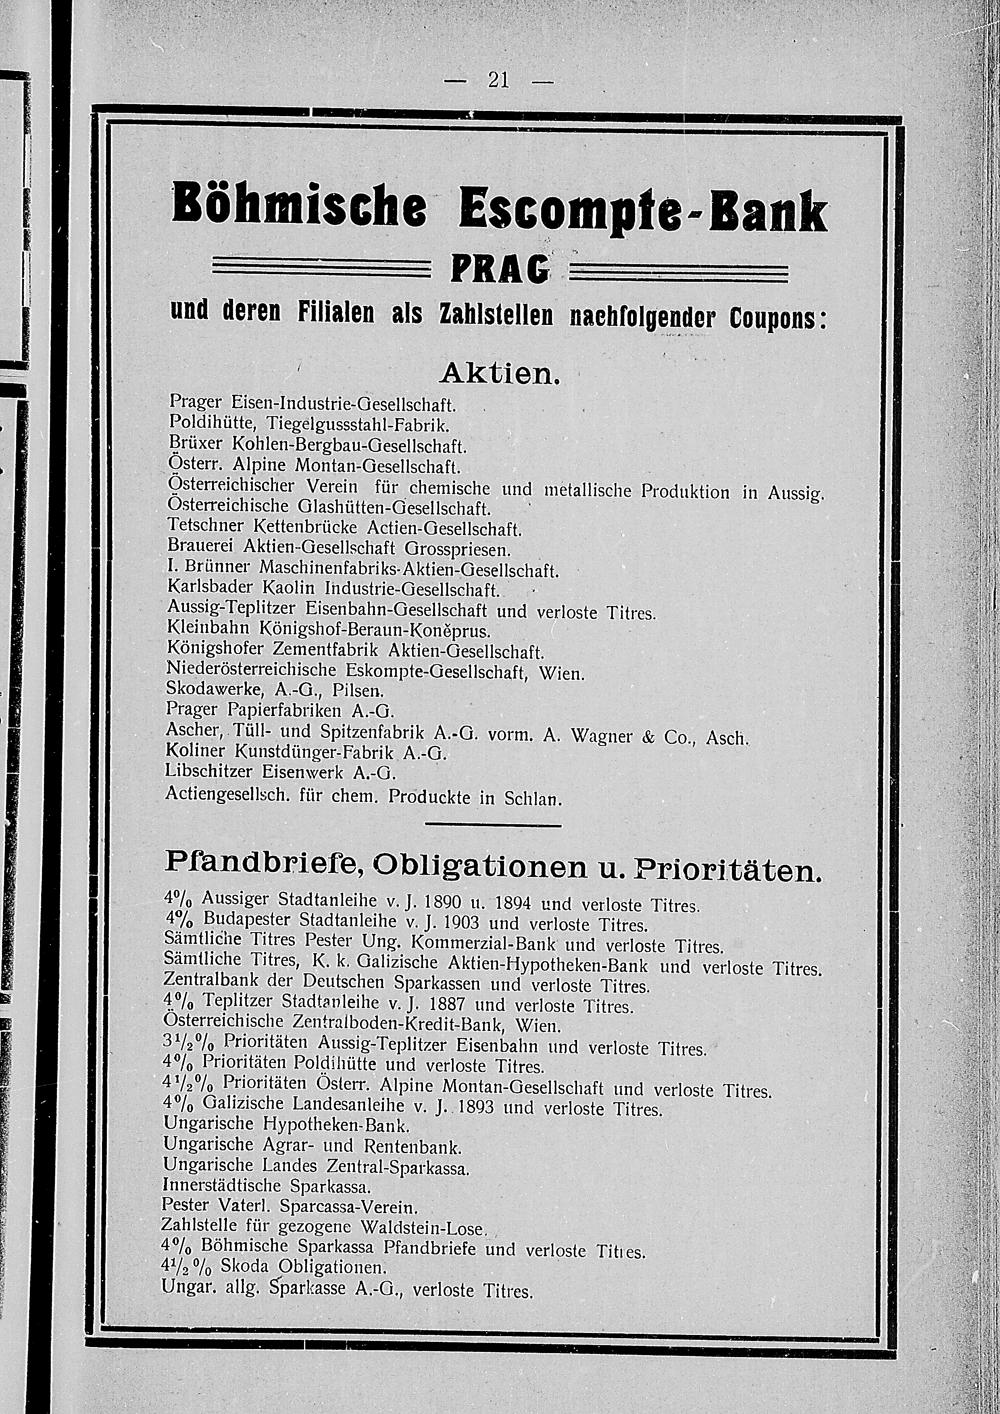 — 21 —
Böhmische Escompte-Bank
PRAG
und deren Filialen als Zahlstellen nachfolgender Coupons:
Aktien.
Prager Eisen-Industrie-Gesellschaft.
Poldihütte, Tiegelgussstahl-Fabrik.
Brüxer Kohlen-Bergbau-Gesellschaft.
Österr. Alpine Montan-Gesellschaft.
Österreichischer Verein für chemische und metallische Produktion in Aussig.
Österreichische Glashütten-Gesellschaft.
Tetschner Kettenbrücke Actien-Gesellschaft.
Brauerei Aktien-Gesellschaft Grosspriesen.
I. Brünner Maschinenfabriks-Aktien-Gesellschaft.
Karlsbader Kaolin Industrie-Gesellschaft.
Aussig-Teplitzer Eisenbahn-Gesellschaft und verloste Titres.
Kleinbahn Königshof-Beraun-Koněprus.
Königshofer Zementfabrik Aktien-Gesellschaft.
Niederösterreichische Eskompte-Gesellschaft, Wien.
Skodawerke, A.-G., Pilsen.
Prager Papierfabriken A.-G.
Ascher, Tüll- und Spitzenfabrik A.-G. vorm. A. Wagner & Co., Asch.
Koliner Kunstdünger-Fabrik A.-G.
Libschitzer Eisenwerk A.-G.
Actiengesellsch. für chem. Produckte in Schlan.
Pfandbriefe, Obligationen u. Prioritäten.
4% Aussiger Stadtanleihe v. J. 1890 u. 1894 und verloste Titres.
4% Budapester Stadtanleihe v. J. 1903 und verloste Titres.
Sämtliche Titres Pester Ung. Kommerzial-Bank und verloste Titres.
Sämtliche Titres, K. k. Galizische Aktien-Hypotheken-Bank und verloste Titres.
Zentralbank der Deutschen Sparkassen und verloste Titres.
4% Teplitzer Stadtanleihe v. J. 1887 und verloste Titres.
Österreichische Zentralboden-Kredit-Bank, Wien.
3½% Prioritäten Aussig-Teplitzer Eisenbahn und verloste Titres.
4% Prioritäten Poldihütte und verloste Titres.
4½% Prioritäten Österr. Alpine Montan-Gesellschaft und verloste Titres.
4% Galizische Landesanleihe v. J. 1893 und verloste Titres.
Ungarische Hypotheken-Bank.
Ungarische Agrar- und Rentenbank.
Ungarische Landes Zentral-Sparkassa.
Innerstädtische Sparkassa.
Pester Vaterl. Sparcassa-Verein.
Zahlstelle für gezogene Waldstein-Lose.
4% Böhmische Sparkassa Pfandbriefe und verloste Titres.
4½% Skoda Obligationen.
Ungar. allg. Sparkasse A.-G., verloste Titres.